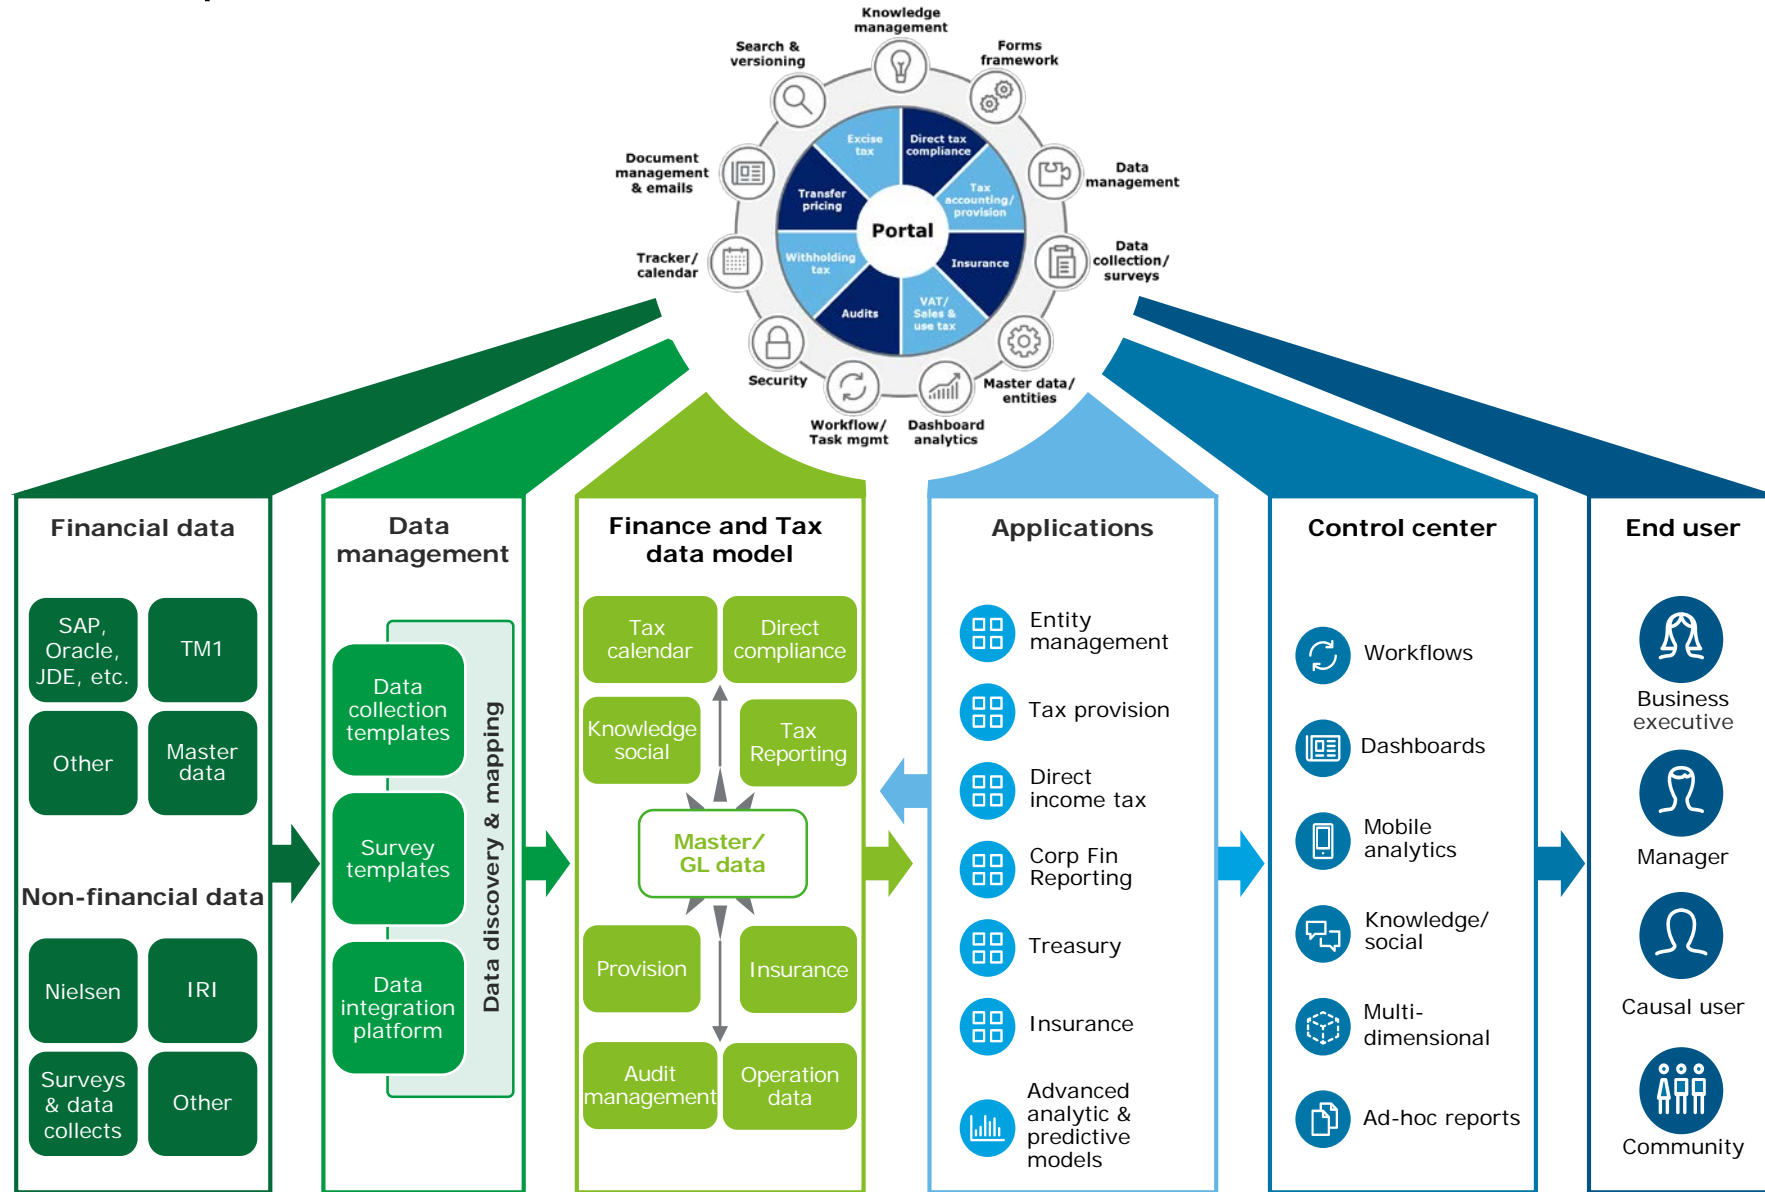 Knowledge
management
Search &
versioning
Forms
framework
Document
management
& emails
Data
management
Tracker/
calendar
Data
collection/
surveys
Security
Master data/
entities
Workflow/
Task mgmt
Dashboard
analytics
Excise
tax
Direct tax
compliance
Transfer
pricing
Tax
accounting/
provision
Portal
Withholding
tax
Insurance
Audits
VAT/
Sales &
use tax
Financial data
SAP,
Oracle,
JDE, etc.
TM1
Other
Master
data
Non-financial data
Nielsen
IRI
Surveys
& data
collects
Other
Data
management
Data
collection
templates
Survey
templates
Data
integration
platform
Data discovery & mapping
Finance and Tax
data model
Tax
calendar
Direct
compliance
Knowledge
social
Tax
Reporting
Master/
GL data
Provision
Insurance
Audit
management
Operation
data
Applications
Entity
management
Tax provision
Direct
income tax
Corp Fin
Reporting
Treasury
Insurance
Advanced
analytic &
predictive
models
Control center
Workflows
Dashboards
Mobile
analytics
Knowledge/
social
Multi-
dimensional
Ad-hoc reports
End user
Business
executive
Manager
Causal user
Community